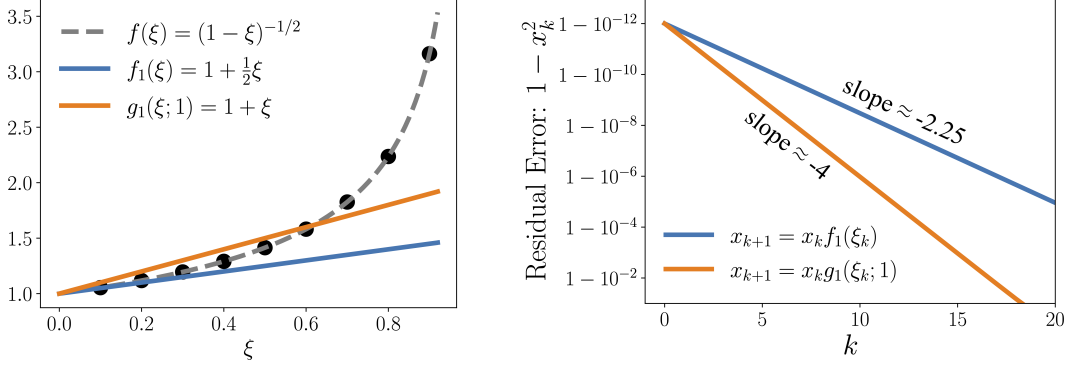 3.5
3.0
2.5
2.0
1.5
1.0
0.0
0.2
0.4
0.6
0.8
ξ
f(ξ) = (1 − ξ)^{−1/2}
f_1(ξ) = 1 + \frac{1}{2}ξ
g_1(ξ; 1) = 1 + ξ
Residual Error: 1 − x_k^2
1 − 10^{−12}
1 − 10^{−10}
1 − 10^{−8}
1 − 10^{−6}
1 − 10^{−4}
1 − 10^{−2}
0
5
10
15
20
k
slope ≈ -2.25
slope ≈ -4
x_{k+1} = x_k f_1(ξ_k)
x_{k+1} = x_k g_1(ξ_k; 1)